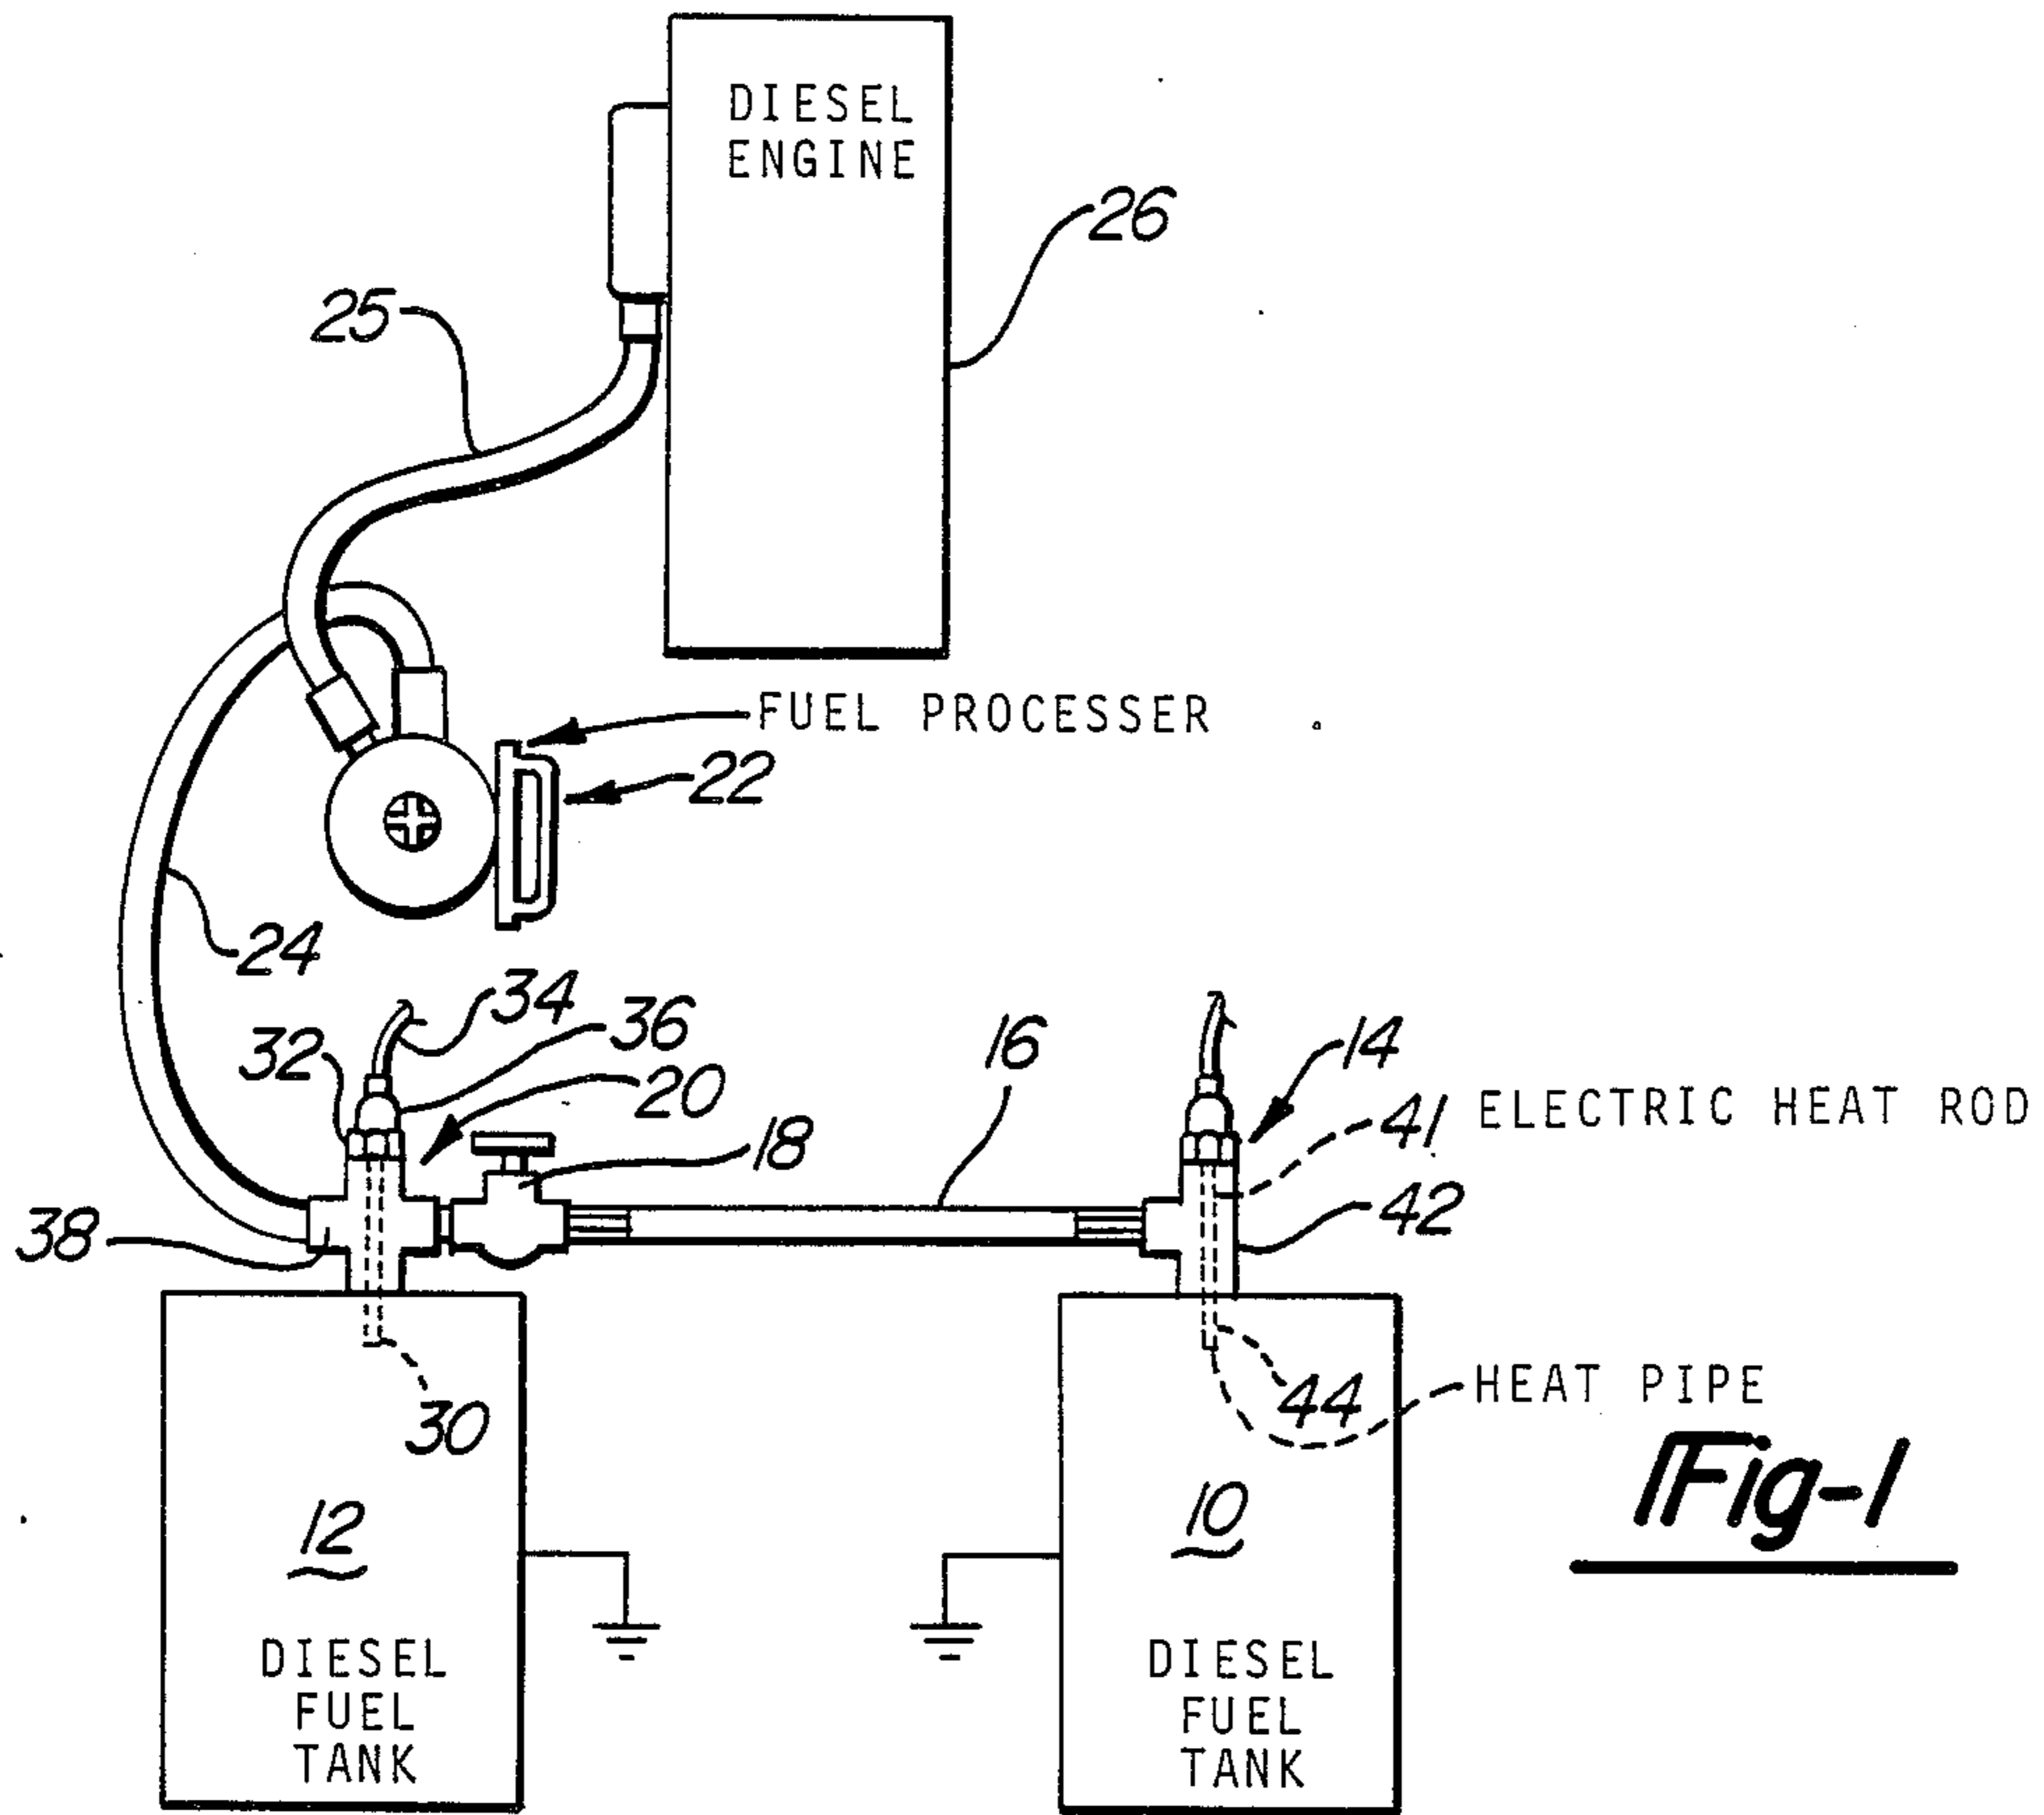 DIESEL
ENGINE
26
25
FUEL PROCESSER
22
24
34
36
32
20
18
16
14
41 ELECTRIC HEAT ROD
42
38
30
44
HEAT PIPE
12
10
Fig-1
DIESEL
FUEL
TANK
DIESEL
FUEL
TANK